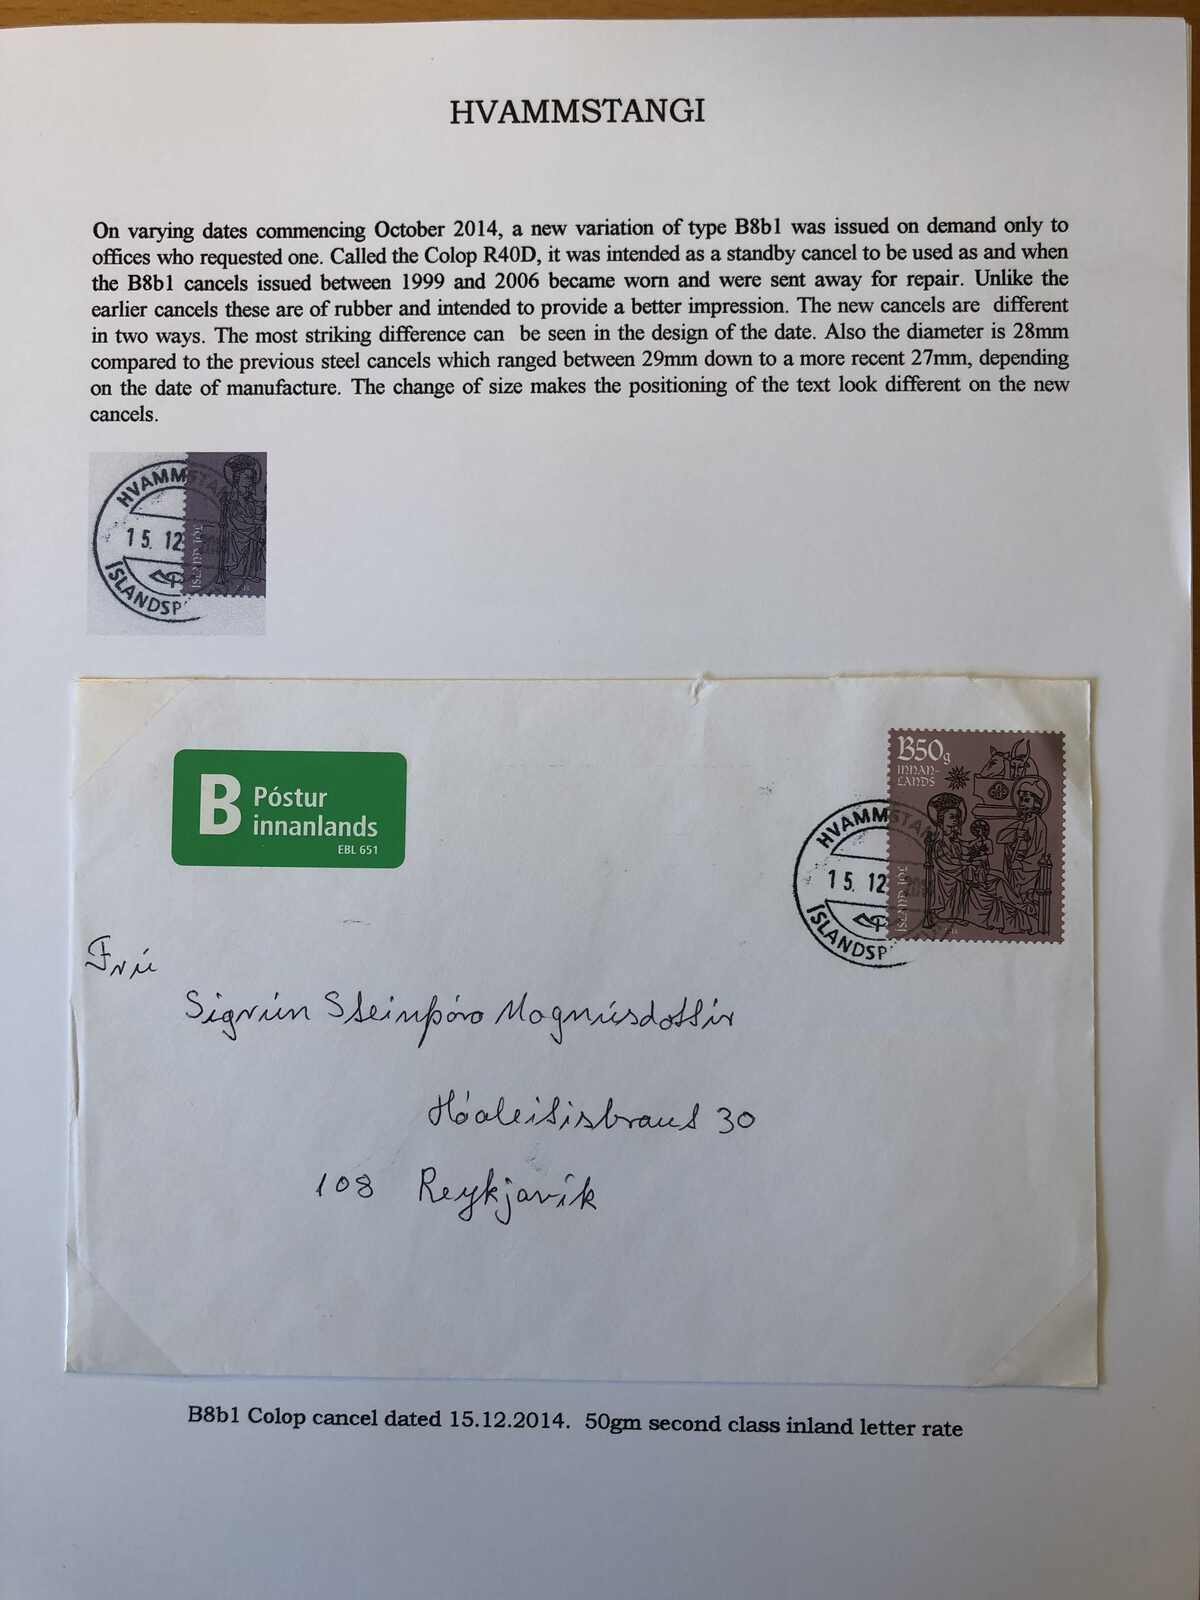 HVAMMSTANGI
On varying dates commencing October 2014, a new variation of type B8b1 was issued on demand only to
offices who requested one. Called the Colop R40D, it was intended as a standby cancel to be used as and when
the B8b1 cancels issued between 1999 and 2006 became worn and were sent away for repair. Unlike the
earlier cancels these are of rubber and intended to provide a better impression. The new cancels are different
in two ways. The most striking difference can be seen in the design of the date. Also the diameter is 28mm
compared to the previous steel cancels which ranged between 29mm down to a more recent 27mm, depending
on the date of manufacture. The change of size makes the positioning of the text look different on the new
cancels.
HVAMMSTA
15. 12
ÍSLANDSP
B Póstur
innanlands
EBL 651
B50g
INNAN-
LANDS
HVAMMSTAN
15. 12
ÍSLANDSP
ÍSLAND JÓL
Frú
Sigrún Steinþóra Magnúsdóttir
Háaleitisbraut 30
108 Reykjavík
B8b1 Colop cancel dated 15.12.2014. 50gm second class inland letter rate